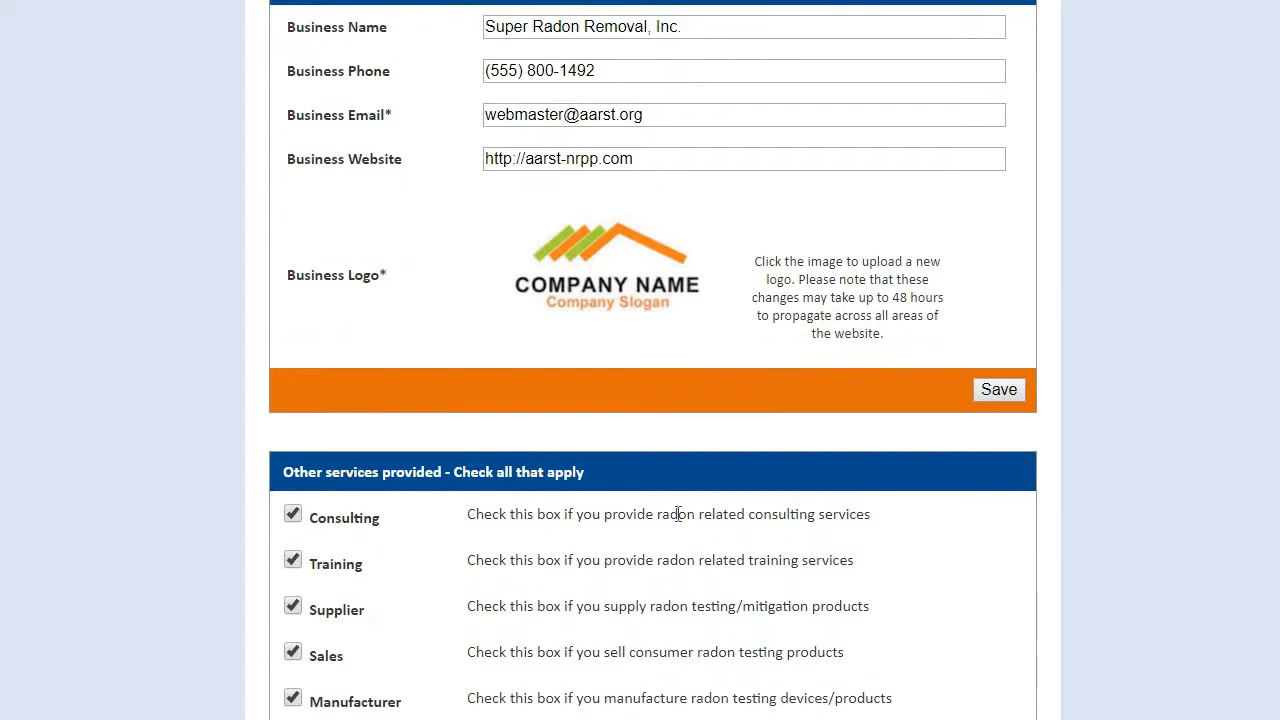 Business Name Super Radon Removal, Inc.
Business Phone (555) 800-1492
Business Email* webmaster@aarst.org
Business Website http://aarst-nrpp.com
Business Logo*
COMPANY NAME
Company Slogan
Click the image to upload a new
logo. Please note that these
changes may take up to 48 hours
to propagate across all areas of
the website.
Save
Other services provided - Check all that apply
Consulting Check this box if you provide radon related consulting services
Training Check this box if you provide radon related training services
Supplier Check this box if you supply radon testing/mitigation products
Sales Check this box if you sell consumer radon testing products
Manufacturer Check this box if you manufacture radon testing devices/products